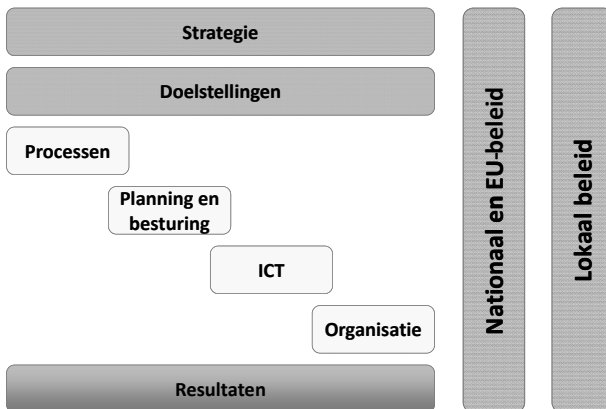 Strategie
Doelstellingen
Processen
Planning en
besturing
ICT
Organisatie
Resultaten
Nationaal en EU-beleid
Lokaal beleid